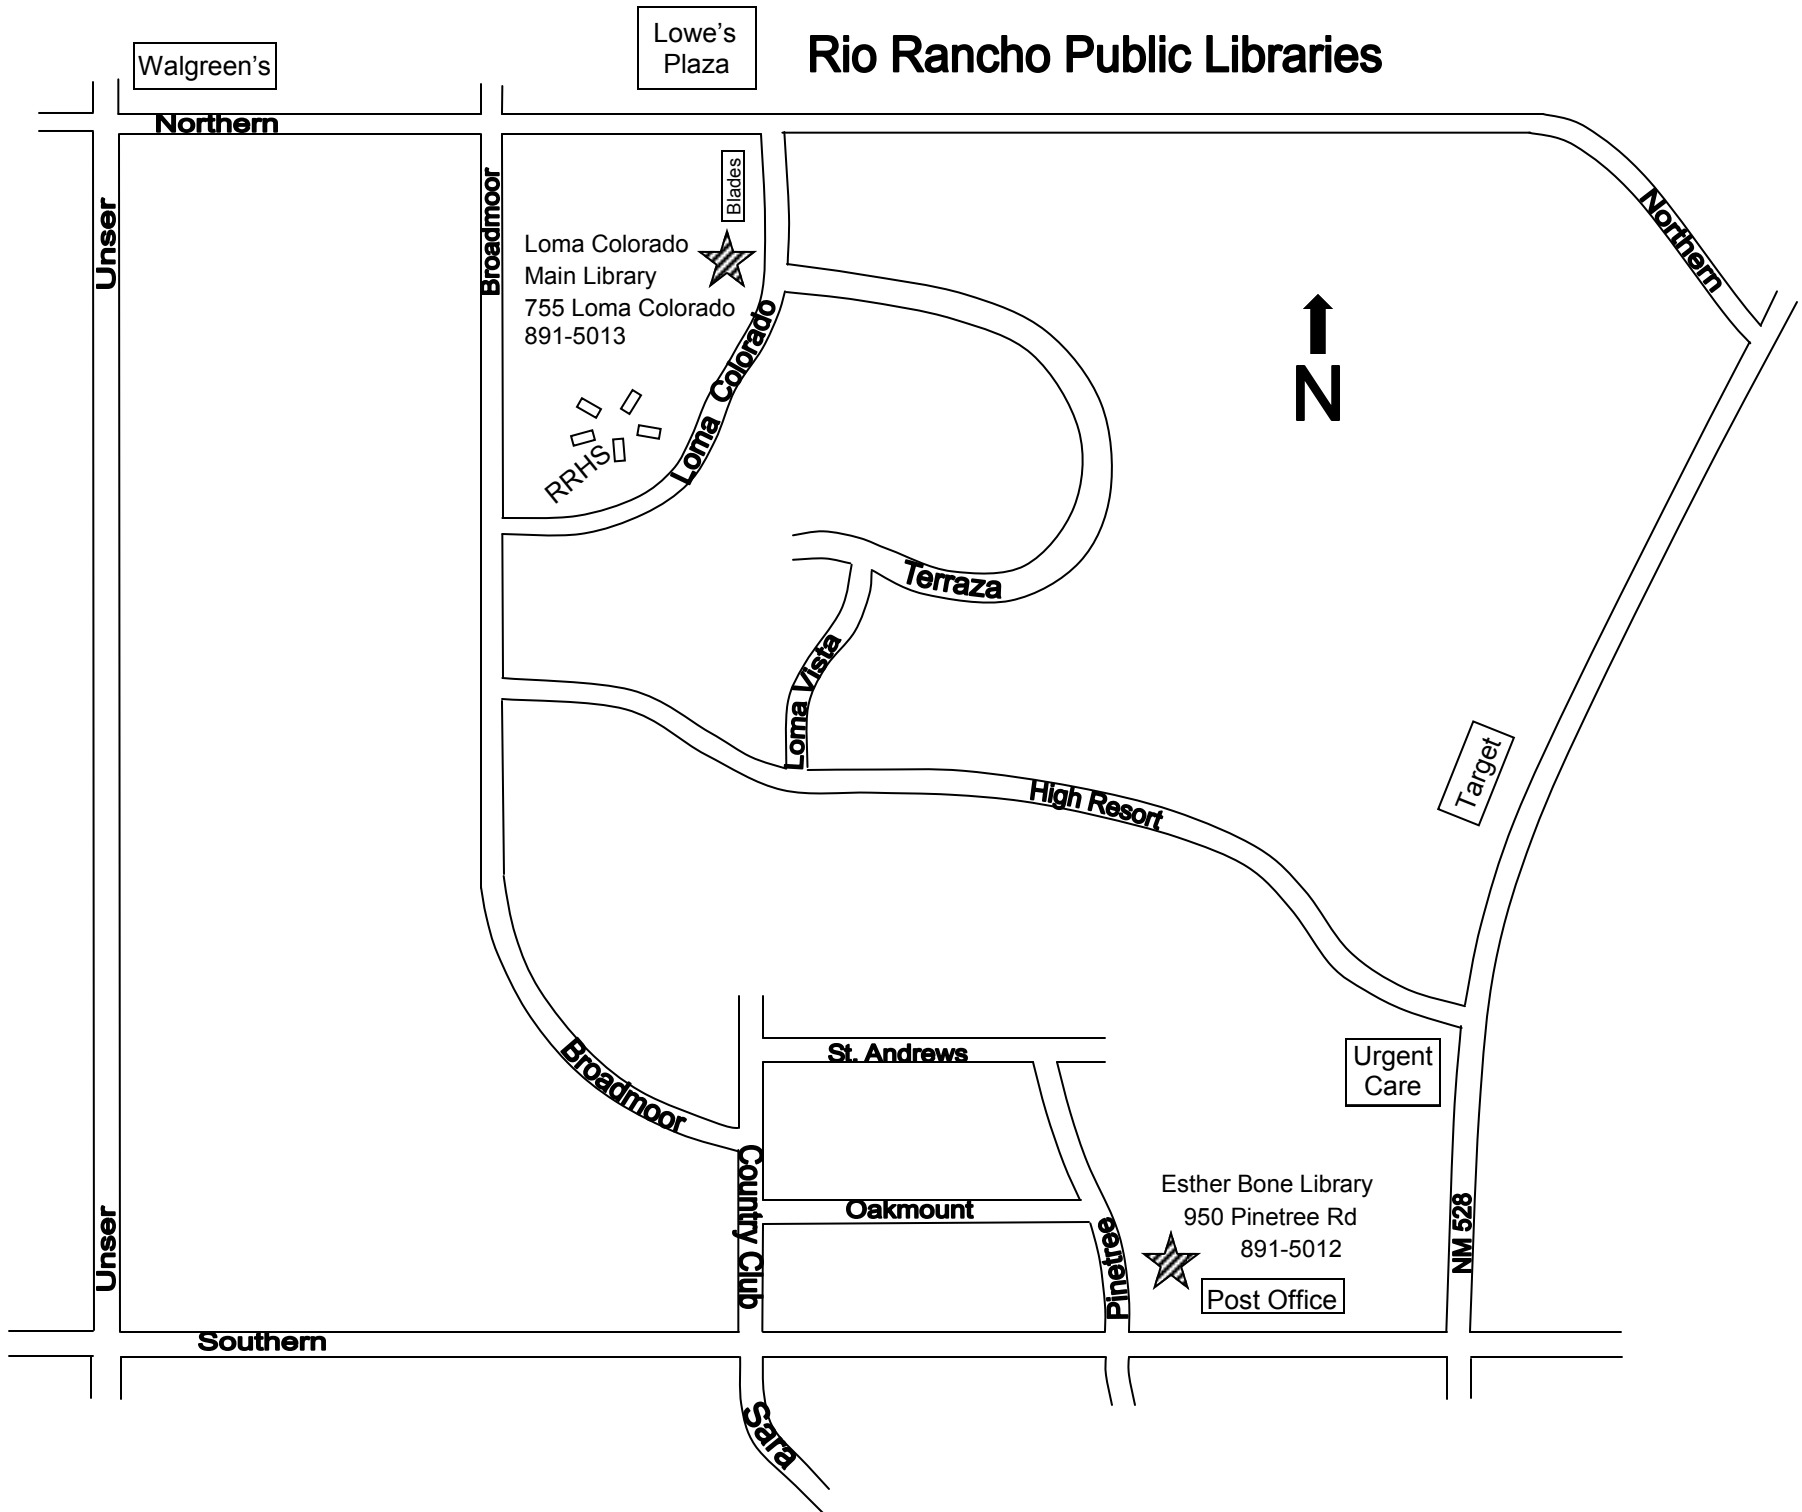 Lowe's
Plaza
Rio Rancho Public Libraries
Walgreen's
Northern
Blades
Unser
Broadmoor
Northern
Loma Colorado
Main Library
755 Loma Colorado
891-5013
Loma Colorado
N
RRHS
Terraza
Loma Vista
High Resort
Target
Broadmoor
St. Andrews
Urgent
Care
Country Club
Oakmount
Pinetree
Esther Bone Library
950 Pinetree Rd
891-5012
NM 528
Unser
Post Office
Southern
Sara